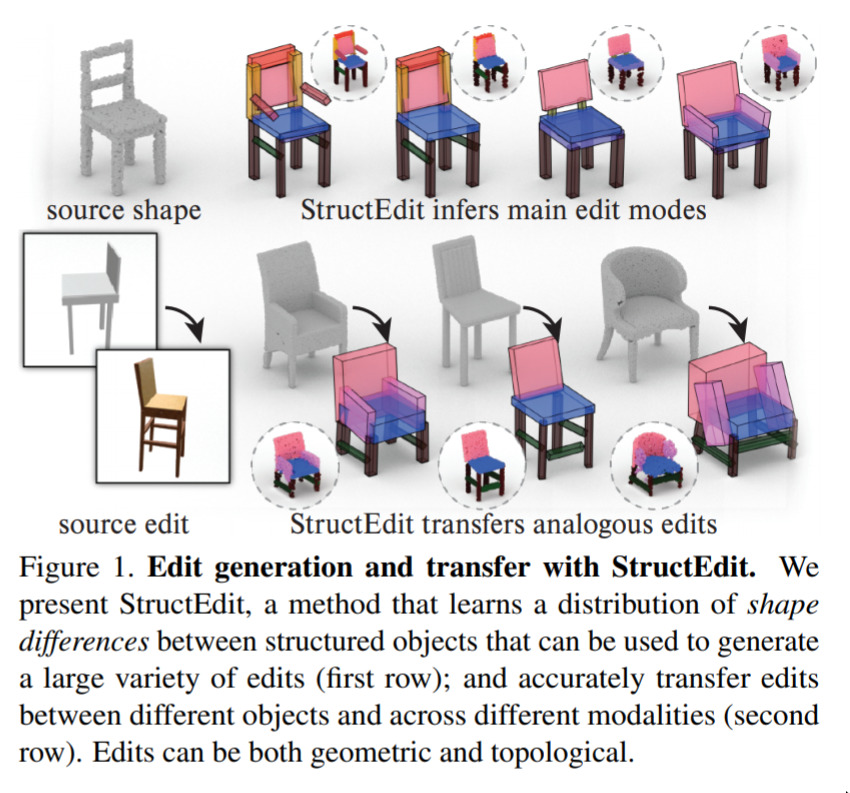 source shape
StructEdit infers main edit modes
source edit
StructEdit transfers analogous edits
Figure 1. Edit generation and transfer with StructEdit. We
present StructEdit, a method that learns a distribution of shape
differences between structured objects that can be used to generate
a large variety of edits (first row); and accurately transfer edits
between different objects and across different modalities (second
row). Edits can be both geometric and topological.